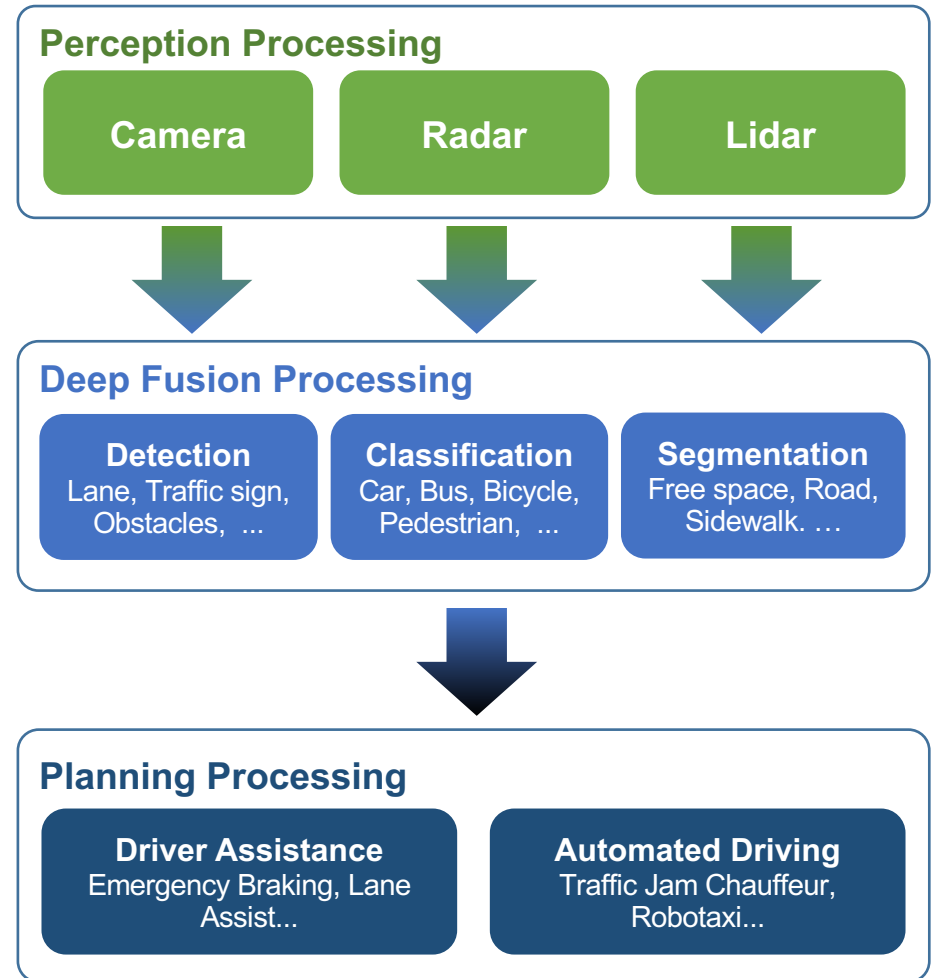 Perception Processing
Camera
Radar
Lidar
Deep Fusion Processing
Detection
Lane, Traffic sign,
Obstacles,  ...
Classification
Car, Bus, Bicycle,
Pedestrian,  ...
Segmentation
Free space, Road,
Sidewalk. …
Planning Processing
Driver Assistance
Emergency Braking, Lane
Assist...
Automated Driving
Traffic Jam Chauffeur,
Robotaxi...